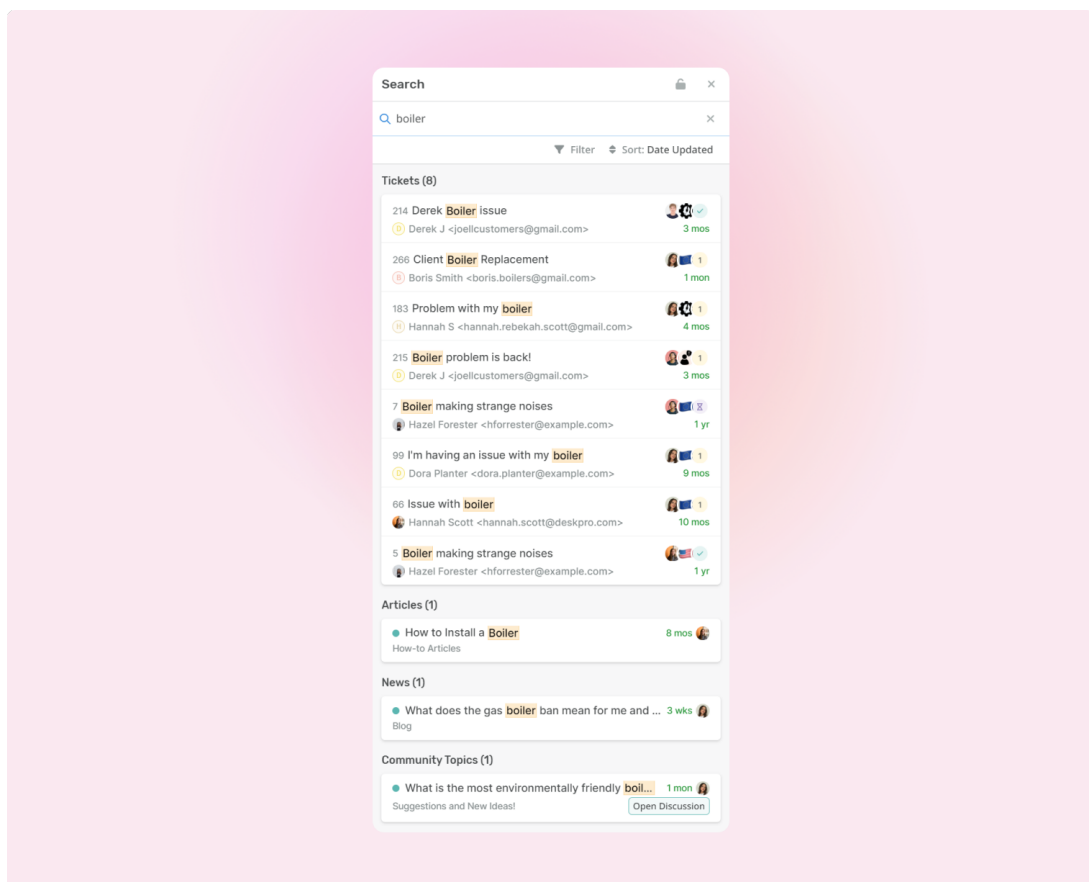 Search
boiler
Filter Sort: Date Updated
Tickets (8)
214 Derek Boiler issue
D Derek J <joellcustomers@gmail.com> 3 mos
266 Client Boiler Replacement 1
B Boris Smith <boris.boilers@gmail.com> 1 mon
183 Problem with my boiler 1
H Hannah S <hannah.rebekah.scott@gmail.com> 4 mos
215 Boiler problem is back! 1
D Derek J <joellcustomers@gmail.com> 3 mos
7 Boiler making strange noises
Hazel Forester <hforrester@example.com> 1 yr
99 I'm having an issue with my boiler 1
D Dora Planter <dora.planter@example.com> 9 mos
66 Issue with boiler 1
Hannah Scott <hannah.scott@deskpro.com> 10 mos
5 Boiler making strange noises
Hazel Forester <hforrester@example.com> 1 yr
Articles (1)
How to Install a Boiler 8 mos
How-to Articles
News (1)
What does the gas boiler ban mean for me and ... 3 wks
Blog
Community Topics (1)
What is the most environmentally friendly boil... 1 mon
Suggestions and New Ideas! Open Discussion